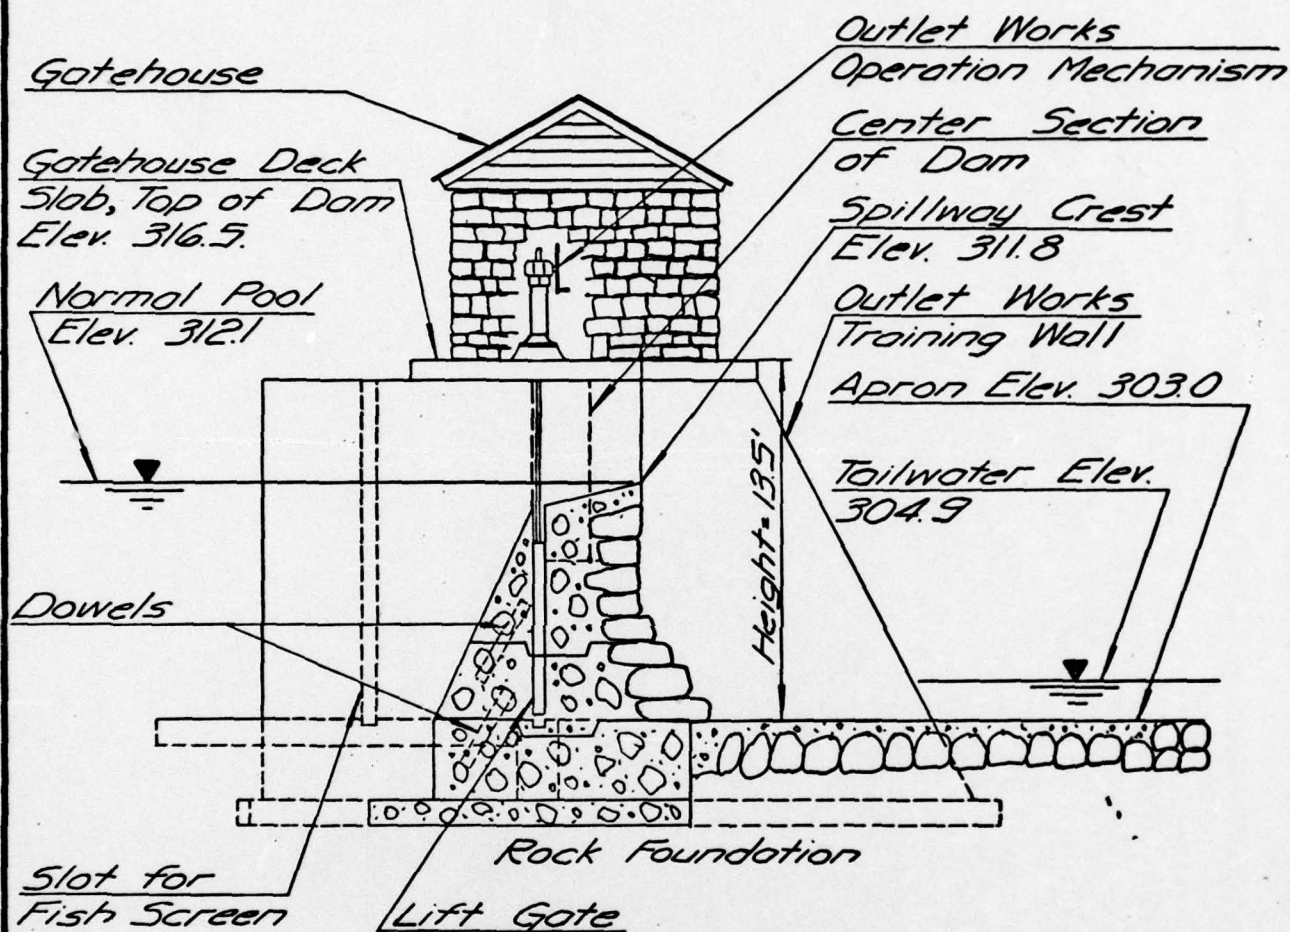 Gatehouse
Gatehouse Deck
Slab, Top of Dam
Elev. 316.5.
Normal Pool
Elev. 312.1
Dowels
Slot for
Fish Screen
Lift Gate
Rock Foundation
Height=13.5'
Outlet Works
Operation Mechanism
Center Section
of Dam
Spillway Crest
Elev. 311.8
Outlet Works
Training Wall
Apron Elev. 303.0
Tailwater Elev.
304.9